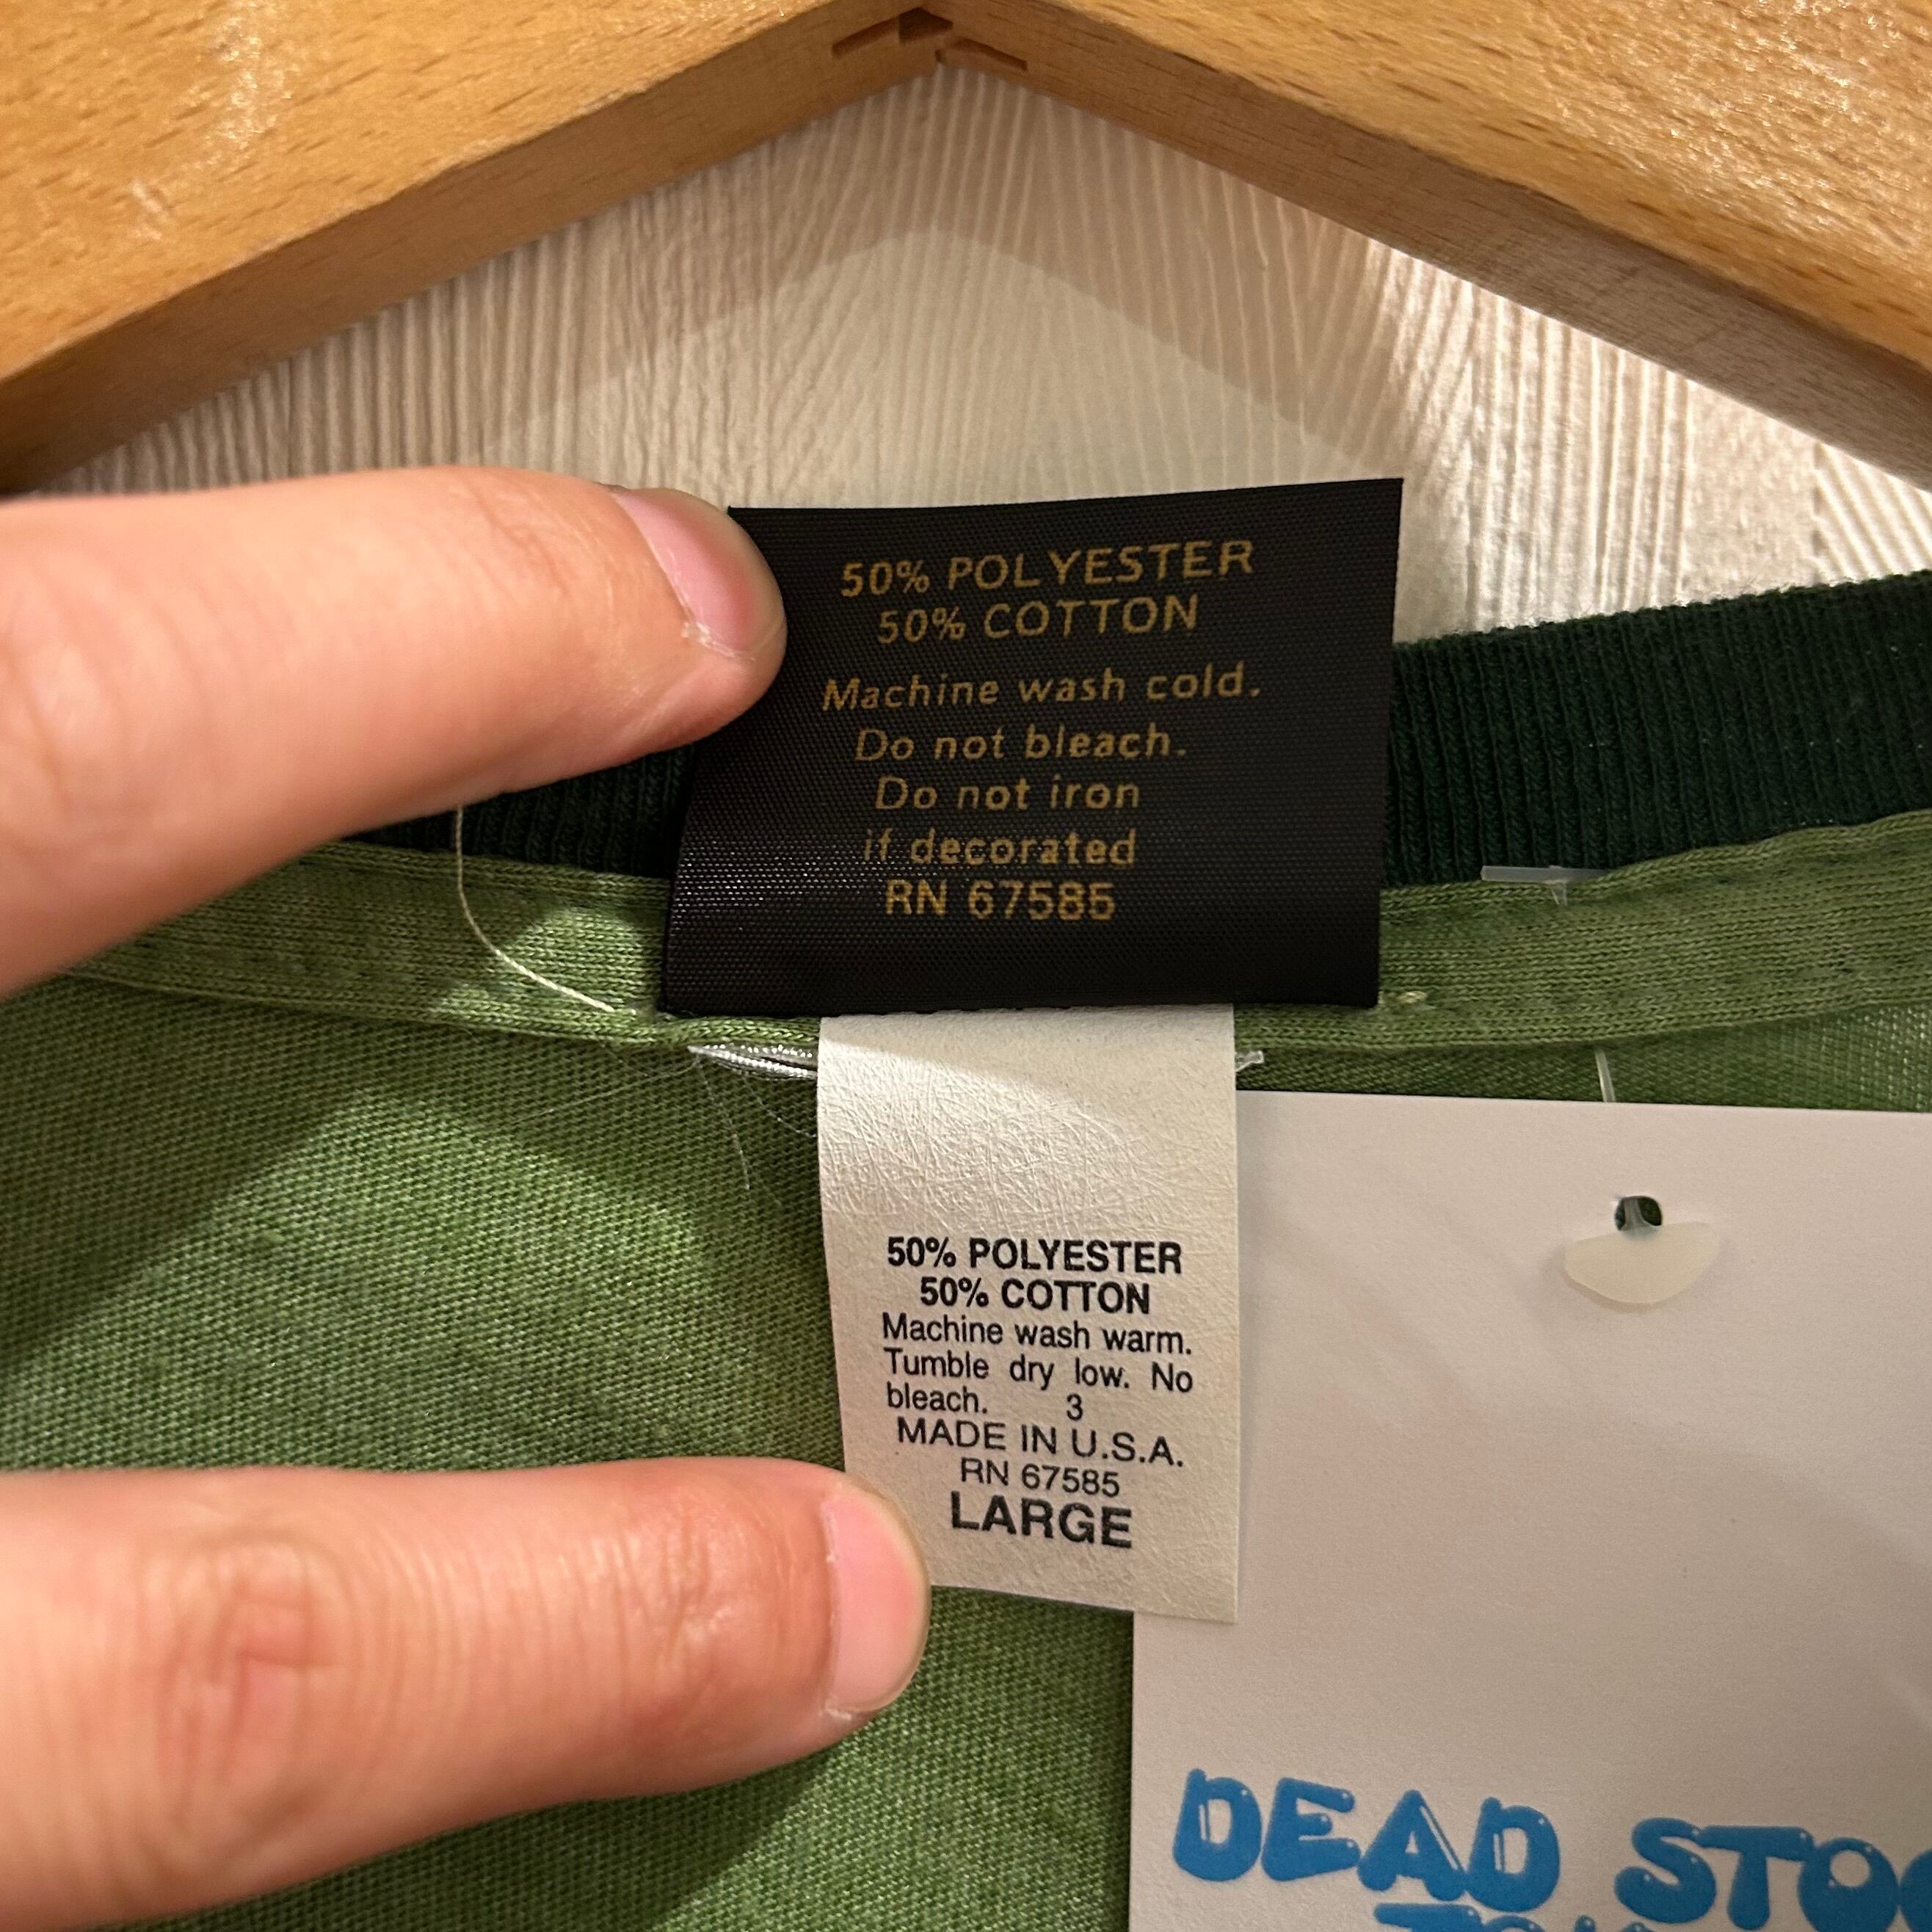 50% POLYESTER
50% COTTON
Machine wash cold.
Do not bleach.
Do not iron
if decorated
RN 67585
50% POLYESTER
50% COTTON
Machine wash warm.
Tumble dry low. No
bleach. 3
MADE IN U.S.A.
RN 67585
LARGE
DEAD STOC